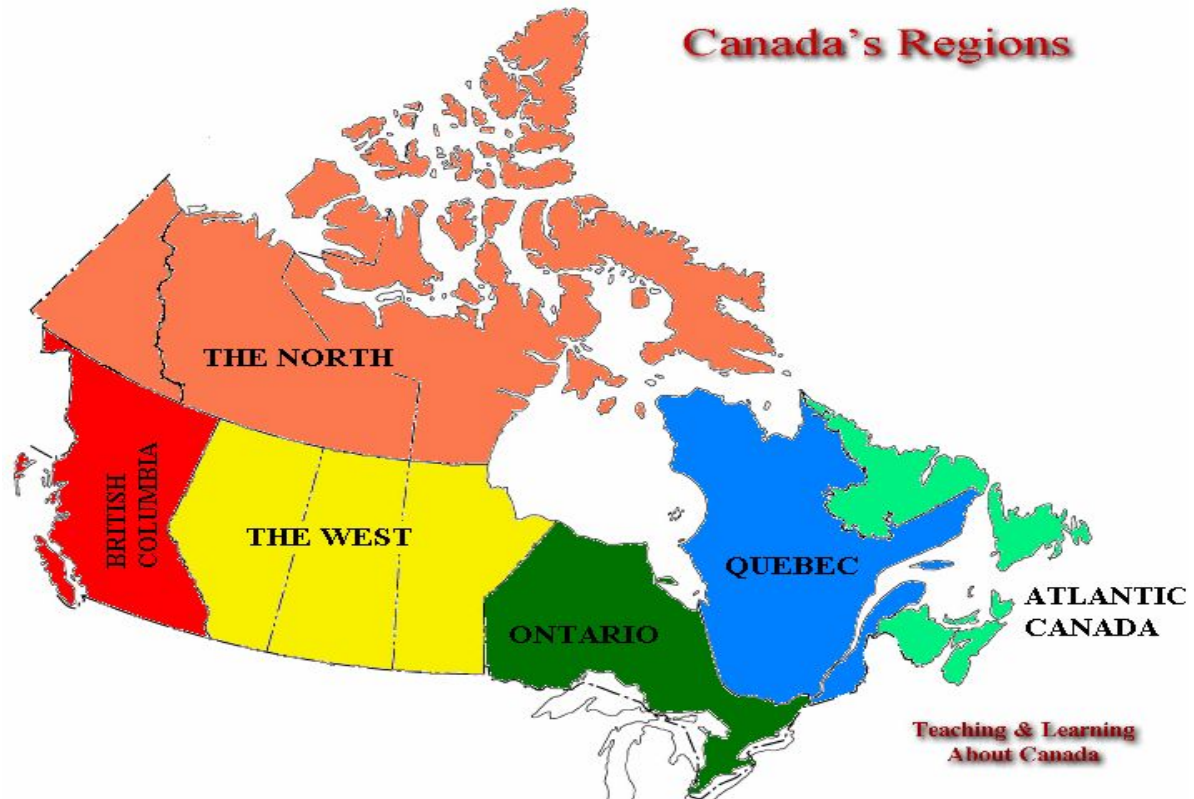 Canada's Regions
THE NORTH
BRITISH
COLUMBIA
THE WEST
ONTARIO
QUEBEC
ATLANTIC
CANADA
Teaching & Learning
About Canada